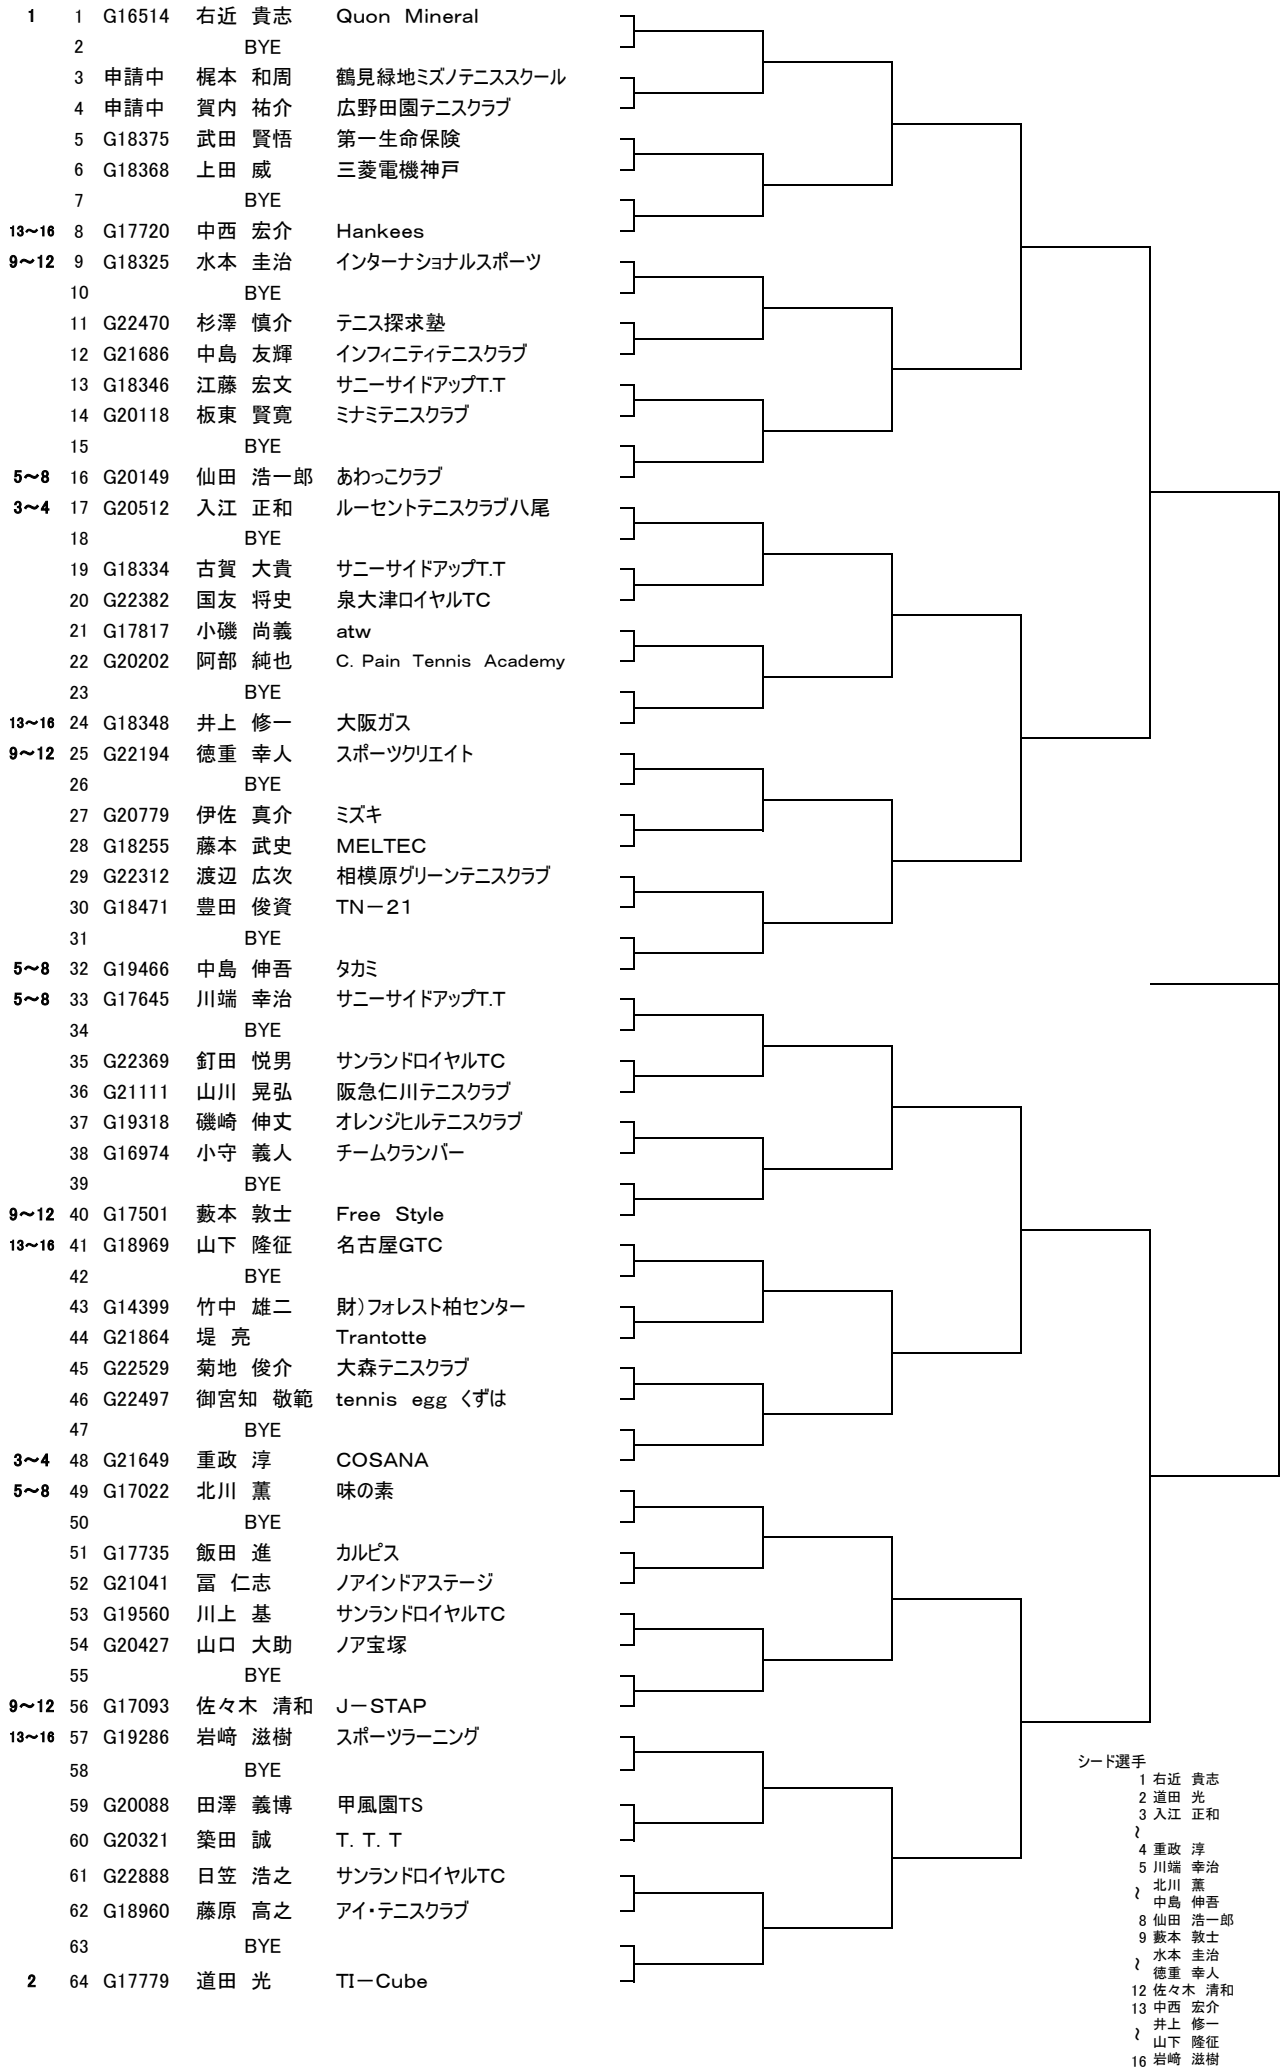 1 1 G16514 右近 貴志 Quon Mineral
2 BYE
3 申請中 梶本 和周 鶴見緑地ミズノテニススクール
4 申請中 賀内 祐介 広野田園テニスクラブ
5 G18375 武田 賢悟 第一生命保険
6 G18368 上田 威 三菱電機神戸
7 BYE
13～16 8 G17720 中西 宏介 Hankees
9～12 9 G18325 水本 圭治 インターナショナルスポーツ
10 BYE
11 G22470 杉澤 慎介 テニス探求塾
12 G21686 中島 友輝 インフィニティテニスクラブ
13 G18346 江藤 宏文 サニーサイドアップT.T
14 G20118 板東 賢寛 ミナミテニスクラブ
15 BYE
5～8 16 G20149 仙田 浩一郎 あわっこクラブ
3～4 17 G20512 入江 正和 ルーセントテニスクラブ八尾
18 BYE
19 G18334 古賀 大貴 サニーサイドアップT.T
20 G22382 国友 将史 泉大津ロイヤルTC
21 G17817 小磯 尚義 atw
22 G20202 阿部 純也 C. Pain Tennis Academy
23 BYE
13～16 24 G18348 井上 修一 大阪ガス
9～12 25 G22194 徳重 幸人 スポーツクリエイト
26 BYE
27 G20779 伊佐 真介 ミズキ
28 G18255 藤本 武史 MELTEC
29 G22312 渡辺 広次 相模原グリーンテニスクラブ
30 G18471 豊田 俊資 TN－21
31 BYE
5～8 32 G19466 中島 伸吾 タカミ
5～8 33 G17645 川端 幸治 サニーサイドアップT.T
34 BYE
35 G22369 釘田 悦男 サンランドロイヤルTC
36 G21111 山川 晃弘 阪急仁川テニスクラブ
37 G19318 磯崎 伸丈 オレンジヒルテニスクラブ
38 G16974 小守 義人 チームクランバー
39 BYE
9～12 40 G17501 藪本 敦士 Free Style
13～16 41 G18969 山下 隆征 名古屋GTC
42 BYE
43 G14399 竹中 雄二 財）フォレスト柏センター
44 G21864 堤 亮 Trantotte
45 G22529 菊地 俊介 大森テニスクラブ
46 G22497 御宮知 敬範 tennis egg くずは
47 BYE
3～4 48 G21649 重政 淳 COSANA
5～8 49 G17022 北川 薫 味の素
50 BYE
51 G17735 飯田 進 カルピス
52 G21041 冨 仁志 ノアインドアステージ
53 G19560 川上 基 サンランドロイヤルTC
54 G20427 山口 大助 ノア宝塚
55 BYE
9～12 56 G17093 佐々木 清和 J－STAP
13～16 57 G19286 岩﨑 滋樹 スポーツラーニング
58 BYE
59 G20088 田澤 義博 甲風園TS
60 G20321 築田 誠 T. T. T
61 G22888 日笠 浩之 サンランドロイヤルTC
62 G18960 藤原 高之 アイ・テニスクラブ
63 BYE
2 64 G17779 道田 光 TI－Cube
シード選手
1 右近 貴志
2 道田 光
3 入江 正和
～
4 重政 淳
5 川端 幸治
北川 薫
～ 中島 伸吾
8 仙田 浩一郎
9 藪本 敦士
水本 圭治
～ 徳重 幸人
12 佐々木 清和
13 中西 宏介
井上 修一
～ 山下 隆征
16 岩﨑 滋樹